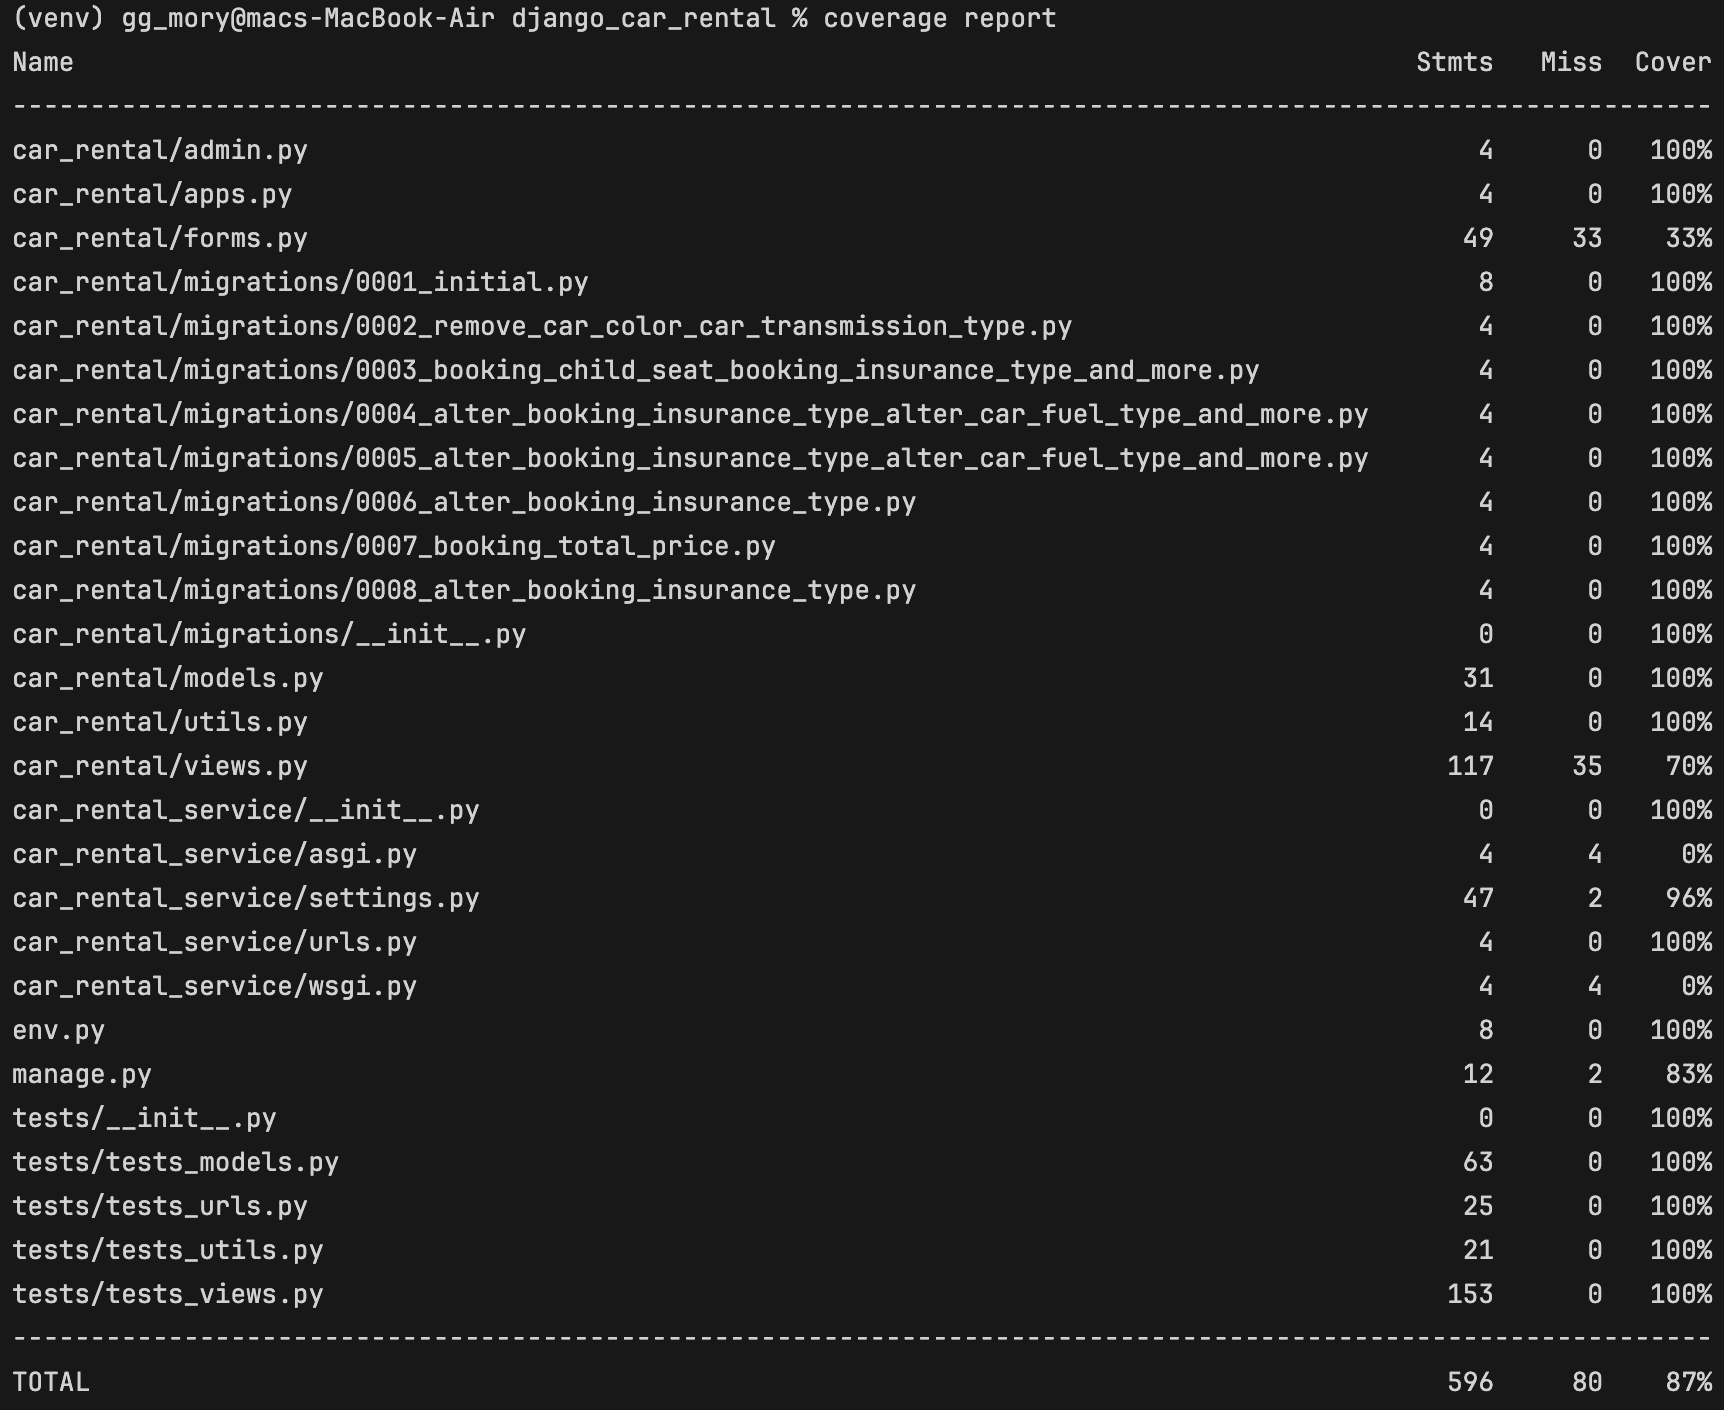 (venv) gg_mory@macs-MacBook-Air django_car_rental % coverage report
Name Stmts Miss Cover
-------------------------------------------------------------------------------------------------------------
car_rental/admin.py 4 0 100%
car_rental/apps.py 4 0 100%
car_rental/forms.py 49 33 33%
car_rental/migrations/0001_initial.py 8 0 100%
car_rental/migrations/0002_remove_car_color_car_transmission_type.py 4 0 100%
car_rental/migrations/0003_booking_child_seat_booking_insurance_type_and_more.py 4 0 100%
car_rental/migrations/0004_alter_booking_insurance_type_alter_car_fuel_type_and_more.py 4 0 100%
car_rental/migrations/0005_alter_booking_insurance_type_alter_car_fuel_type_and_more.py 4 0 100%
car_rental/migrations/0006_alter_booking_insurance_type.py 4 0 100%
car_rental/migrations/0007_booking_total_price.py 4 0 100%
car_rental/migrations/0008_alter_booking_insurance_type.py 4 0 100%
car_rental/migrations/__init__.py 0 0 100%
car_rental/models.py 31 0 100%
car_rental/utils.py 14 0 100%
car_rental/views.py 117 35 70%
car_rental_service/__init__.py 0 0 100%
car_rental_service/asgi.py 4 4 0%
car_rental_service/settings.py 47 2 96%
car_rental_service/urls.py 4 0 100%
car_rental_service/wsgi.py 4 4 0%
env.py 8 0 100%
manage.py 12 2 83%
tests/__init__.py 0 0 100%
tests/tests_models.py 63 0 100%
tests/tests_urls.py 25 0 100%
tests/tests_utils.py 21 0 100%
tests/tests_views.py 153 0 100%
-------------------------------------------------------------------------------------------------------------
TOTAL 596 80 87%